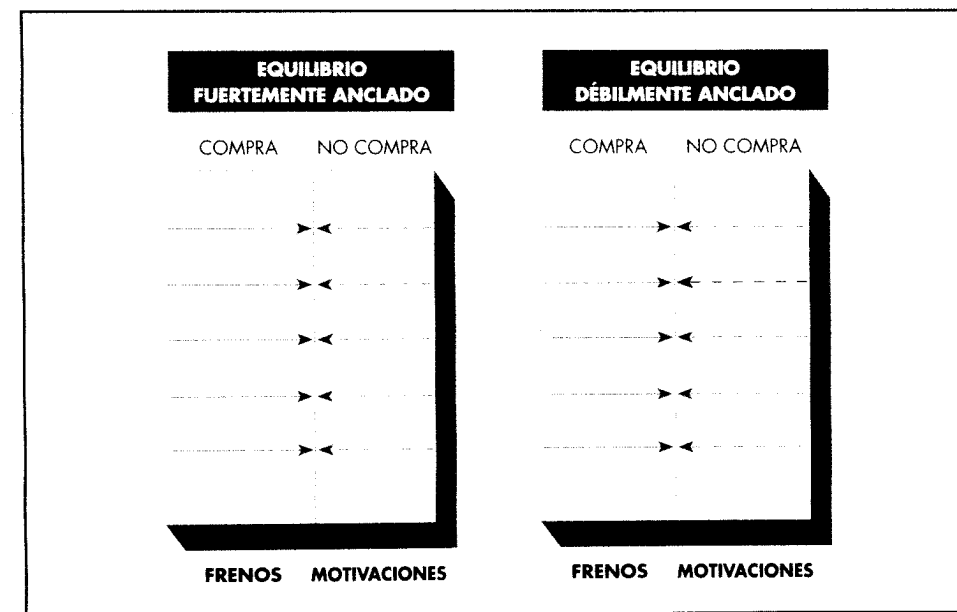 EQUILIBRIO
FUERTEMENTE ANCLADO
COMPRA NO COMPRA
FRENOS MOTIVACIONES
EQUILIBRIO
DÉBILMENTE ANCLADO
COMPRA NO COMPRA
FRENOS MOTIVACIONES